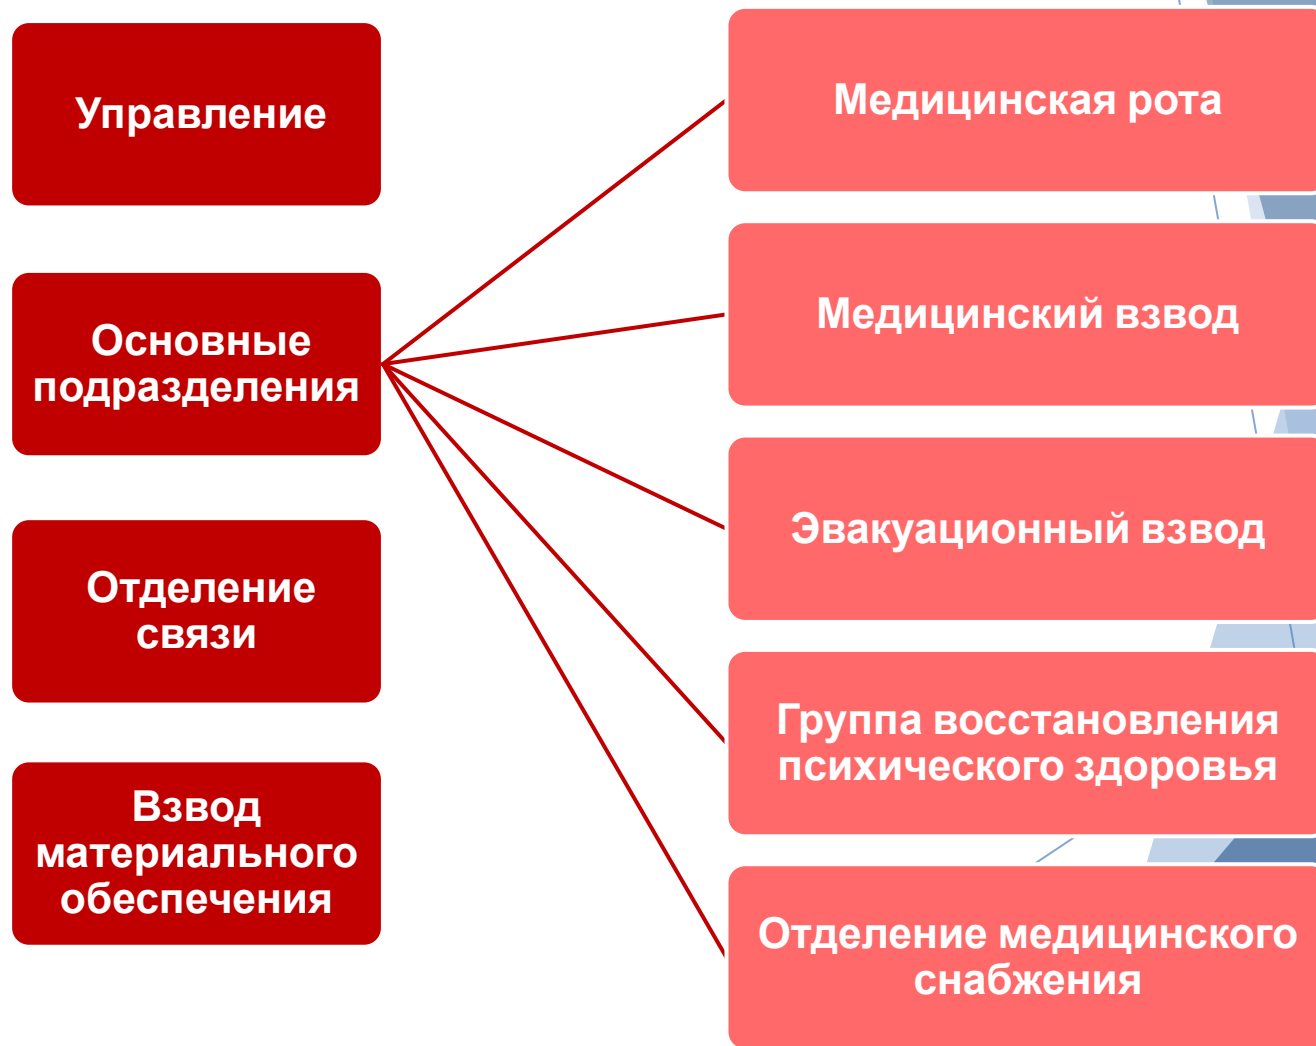 Управление
Основные
подразделения
Отделение
связи
Взвод
материального
обеспечения
Медицинская рота
Медицинский взвод
Эвакуационный взвод
Группа восстановления
психического здоровья
Отделение медицинского
снабжения